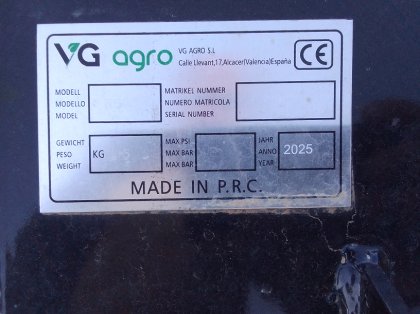 VG agro
VG AGRO S.L
Calle Llevant,17,Alcacer(Valencia)España
CE
MODELL
MODELLO
MODEL
MATRIKEL NUMMER
NUMERO MATRICOLA
SERIAL NUMBER
GEWICHT
PESO
WEIGHT
KG
MAX PSI
MAX BAR
MAX BAR
JAHR
ANNO
YEAR
2025
MADE IN P.R.C.